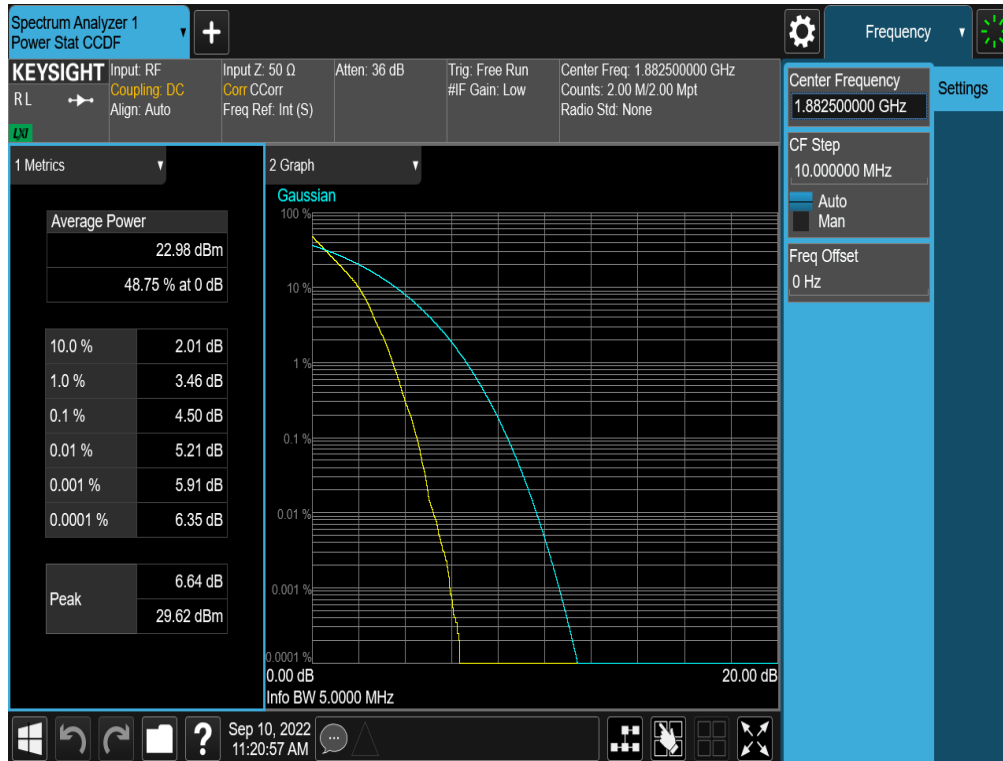 Spectrum Analyzer 1
Power Stat CCDF
+
Frequency
KEYSIGHT
RL
LXI
Input: RF
Coupling: DC
Align: Auto
Input Z: 50 Ω
Corr CCorr
Freq Ref: Int (S)
Atten: 36 dB
Trig: Free Run
#IF Gain: Low
Center Freq: 1.882500000 GHz
Counts: 2.00 M/2.00 Mpt
Radio Std: None
Center Frequency
1.882500000 GHz
Settings
CF Step
10.000000 MHz
Auto
Man
Freq Offset
0 Hz
1 Metrics
Average Power
22.98 dBm
48.75 % at 0 dB
10.0 % 2.01 dB
1.0 % 3.46 dB
0.1 % 4.50 dB
0.01 % 5.21 dB
0.001 % 5.91 dB
0.0001 % 6.35 dB
Peak
6.64 dB
29.62 dBm
2 Graph
Gaussian
100 %
10 %
1 %
0.1 %
0.01 %
0.001 %
0.0001 %
0.00 dB 20.00 dB
Info BW 5.0000 MHz
?
Sep 10, 2022
11:20:57 AM